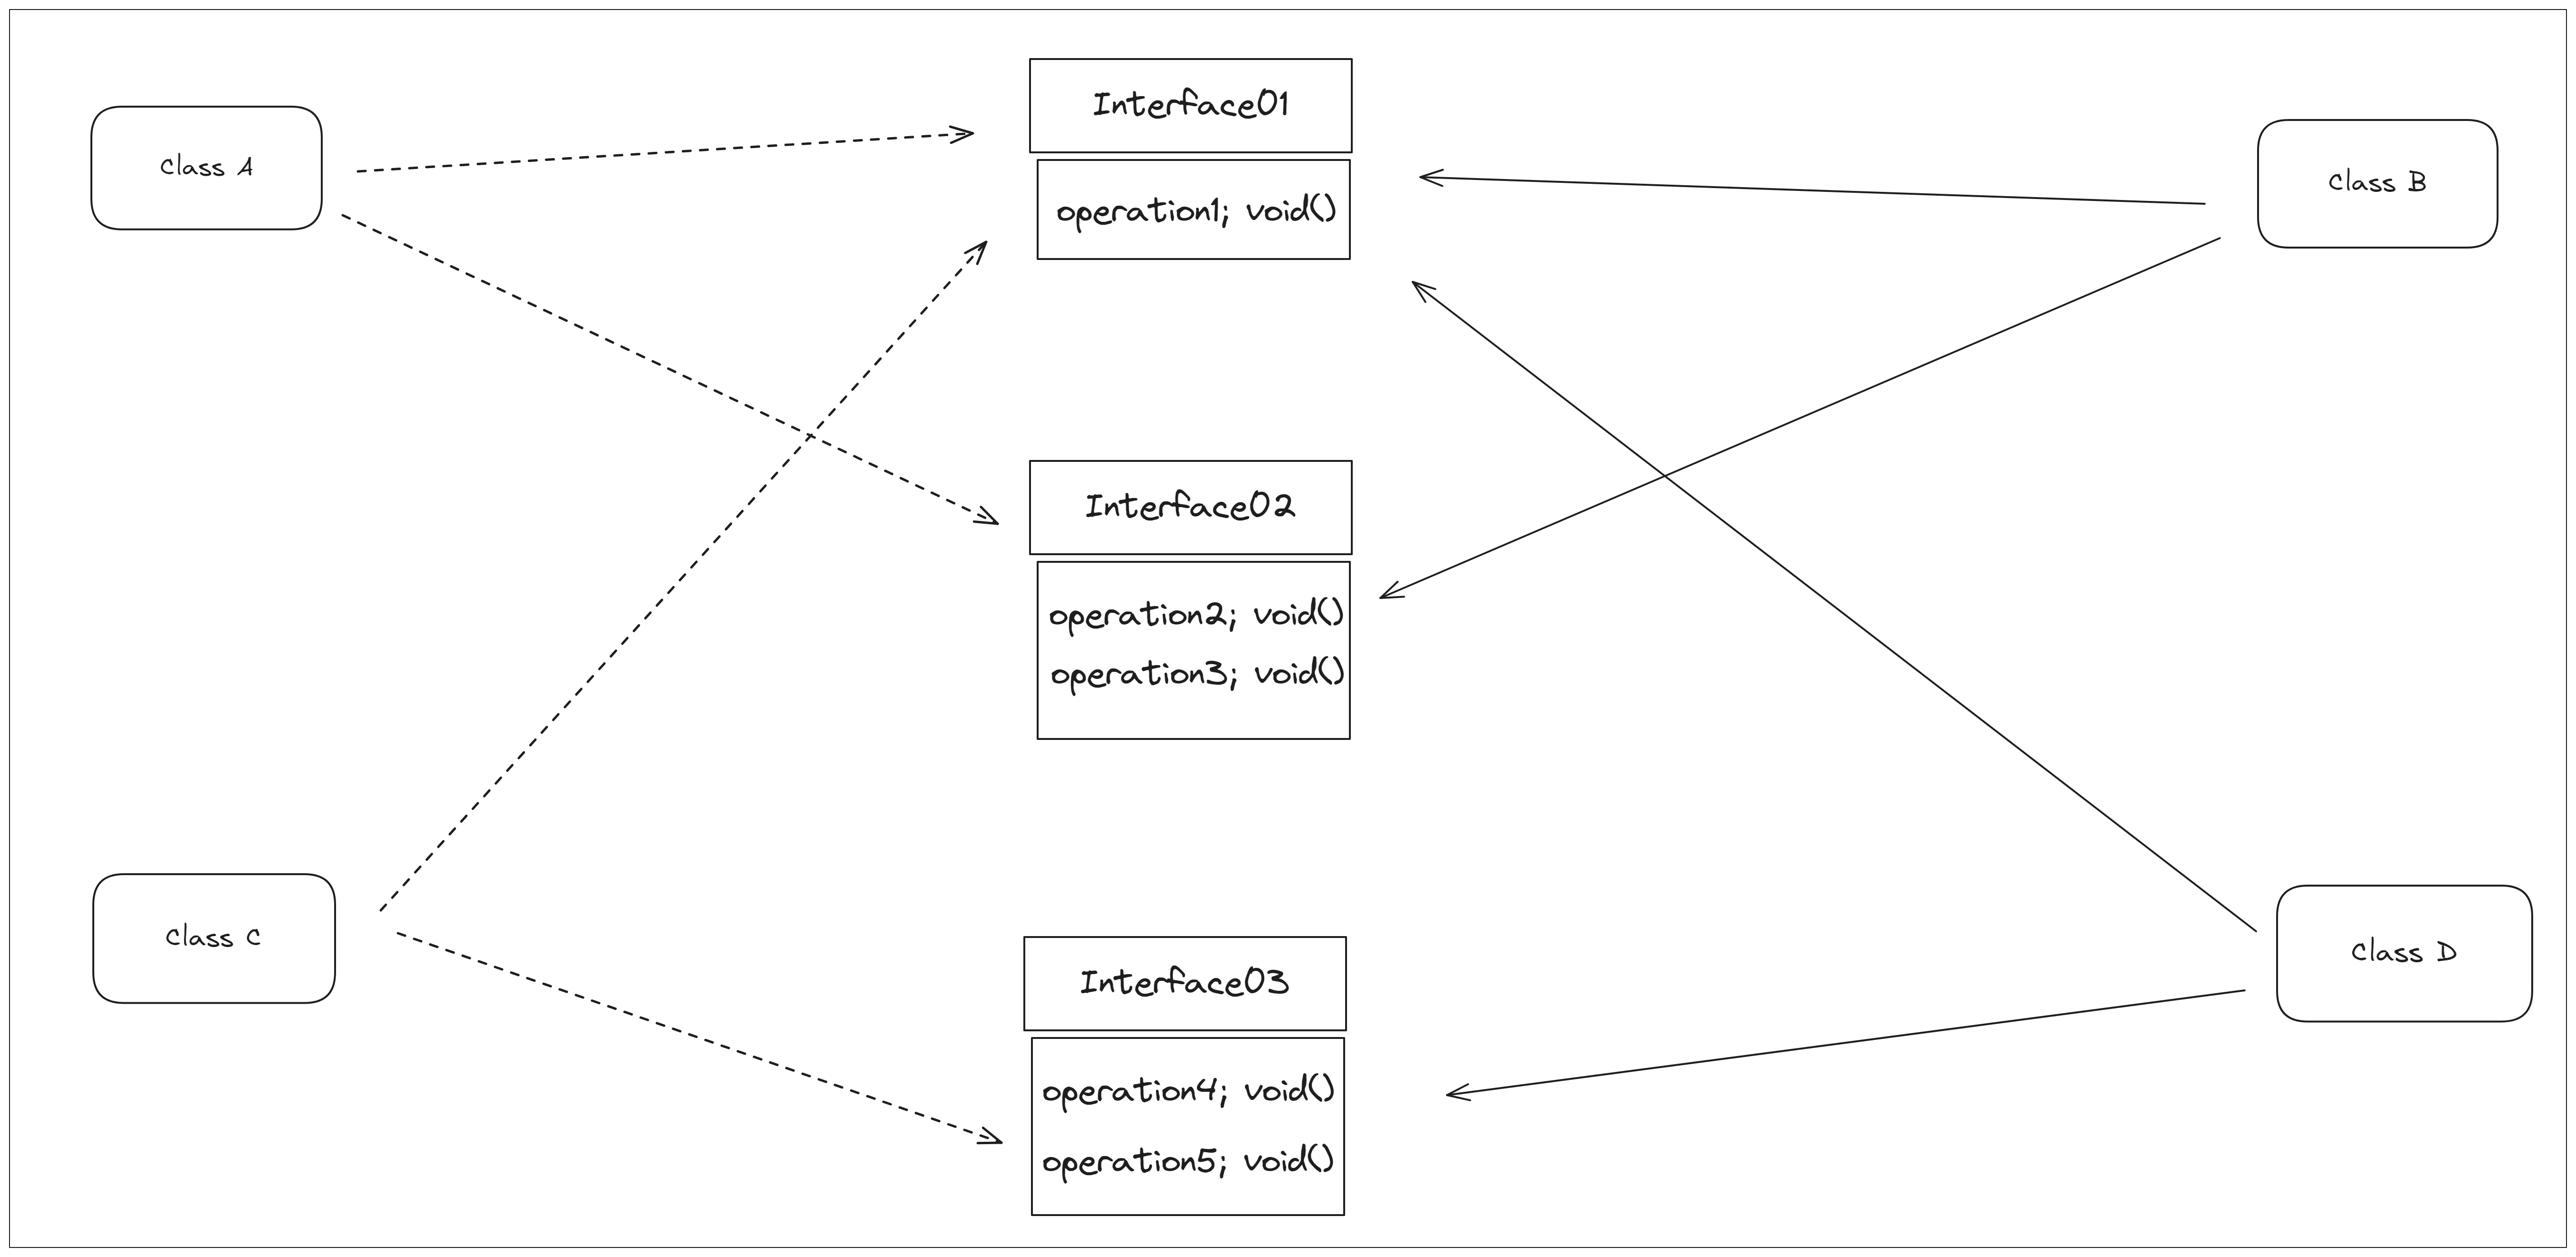 Interface01
Class A
Class B
operation1; void()
Interface02
operation2; void()
operation3; void()
Class C
Class D
Interface03
operation4; void()
operation5; void()